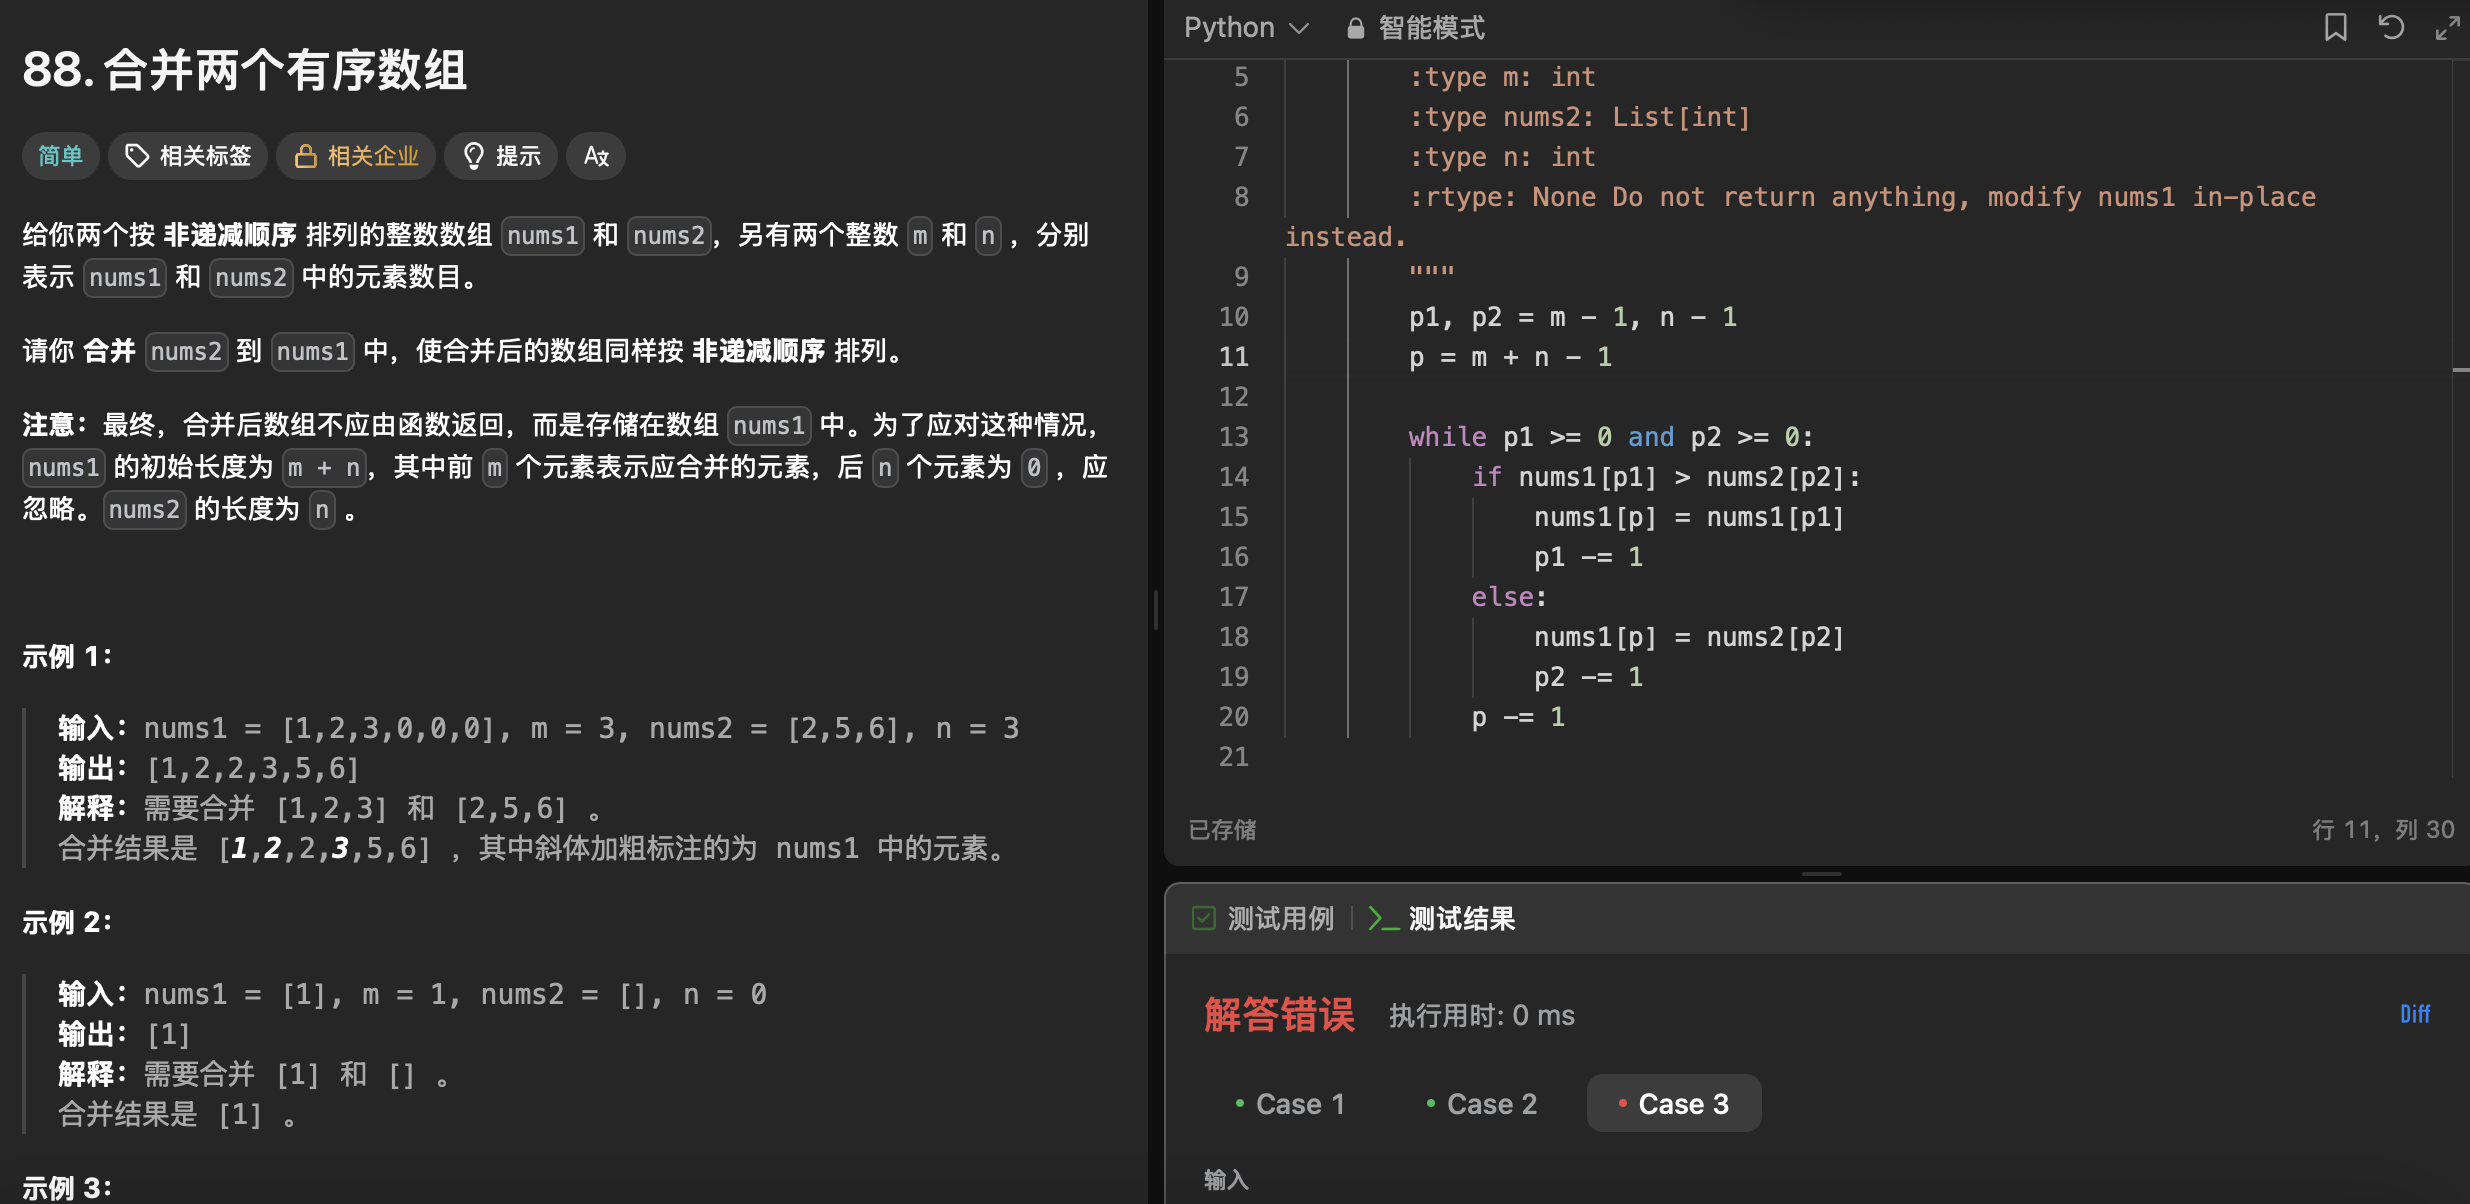 88. 合并两个有序数组
简单 相关标签 相关企业 提示
给你两个按 非递减顺序 排列的整数数组 nums1 和 nums2，另有两个整数 m 和 n ，分别
表示 nums1 和 nums2 中的元素数目。
请你 合并 nums2 到 nums1 中，使合并后的数组同样按 非递减顺序 排列。
注意：最终，合并后数组不应由函数返回，而是存储在数组 nums1 中。为了应对这种情况，
nums1 的初始长度为 m + n，其中前 m 个元素表示应合并的元素，后 n 个元素为 0 ，应
忽略。nums2 的长度为 n 。
示例 1：
输入：nums1 = [1,2,3,0,0,0], m = 3, nums2 = [2,5,6], n = 3
输出：[1,2,2,3,5,6]
解释：需要合并 [1,2,3] 和 [2,5,6] 。
合并结果是 [1,2,2,3,5,6] ，其中斜体加粗标注的为 nums1 中的元素。
示例 2：
输入：nums1 = [1], m = 1, nums2 = [], n = 0
输出：[1]
解释：需要合并 [1] 和 [] 。
合并结果是 [1] 。
示例 3：
Python 智能模式
5 :type m: int
6 :type nums2: List[int]
7 :type n: int
8 :rtype: None Do not return anything, modify nums1 in-place
instead.
9 """
10 p1, p2 = m - 1, n - 1
11 p = m + n - 1
12
13 while p1 >= 0 and p2 >= 0:
14 if nums1[p1] > nums2[p2]:
15 nums1[p] = nums1[p1]
16 p1 -= 1
17 else:
18 nums1[p] = nums2[p2]
19 p2 -= 1
20 p -= 1
21
已存储 行 11，列 30
测试用例 测试结果
解答错误 执行用时: 0 ms Diff
Case 1 Case 2 Case 3
输入